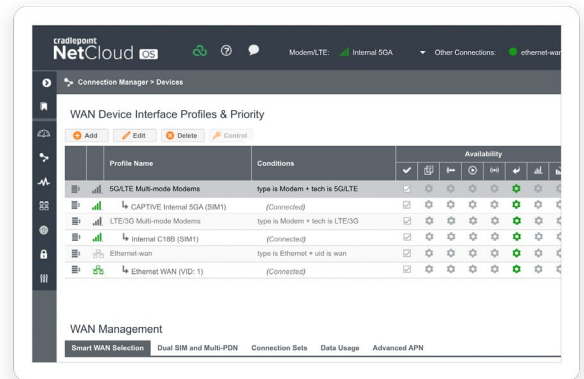 cradlepoint
NetCloud OS
Modem/LTE: Internal 5GA Other Connections: ethernet-wan
Connection Manager > Devices
WAN Device Interface Profiles & Priority
Add Edit Delete Control
Availability
Profile Name Conditions
5G/LTE Multi-mode Modems type is Modem + tech is 5G/LTE
CAPTIVE Internal 5GA (SIM1) (Connected)
LTE/3G Multi-mode Modems type is Modem + tech is LTE/3G
Internal C18B (SIM1) (Connected)
Ethernet-wan type is Ethernet + uid is wan
Ethernet WAN (VID: 1) (Connected)
WAN Management
Smart WAN Selection Dual SIM and Multi-PDN Connection Sets Data Usage Advanced APN